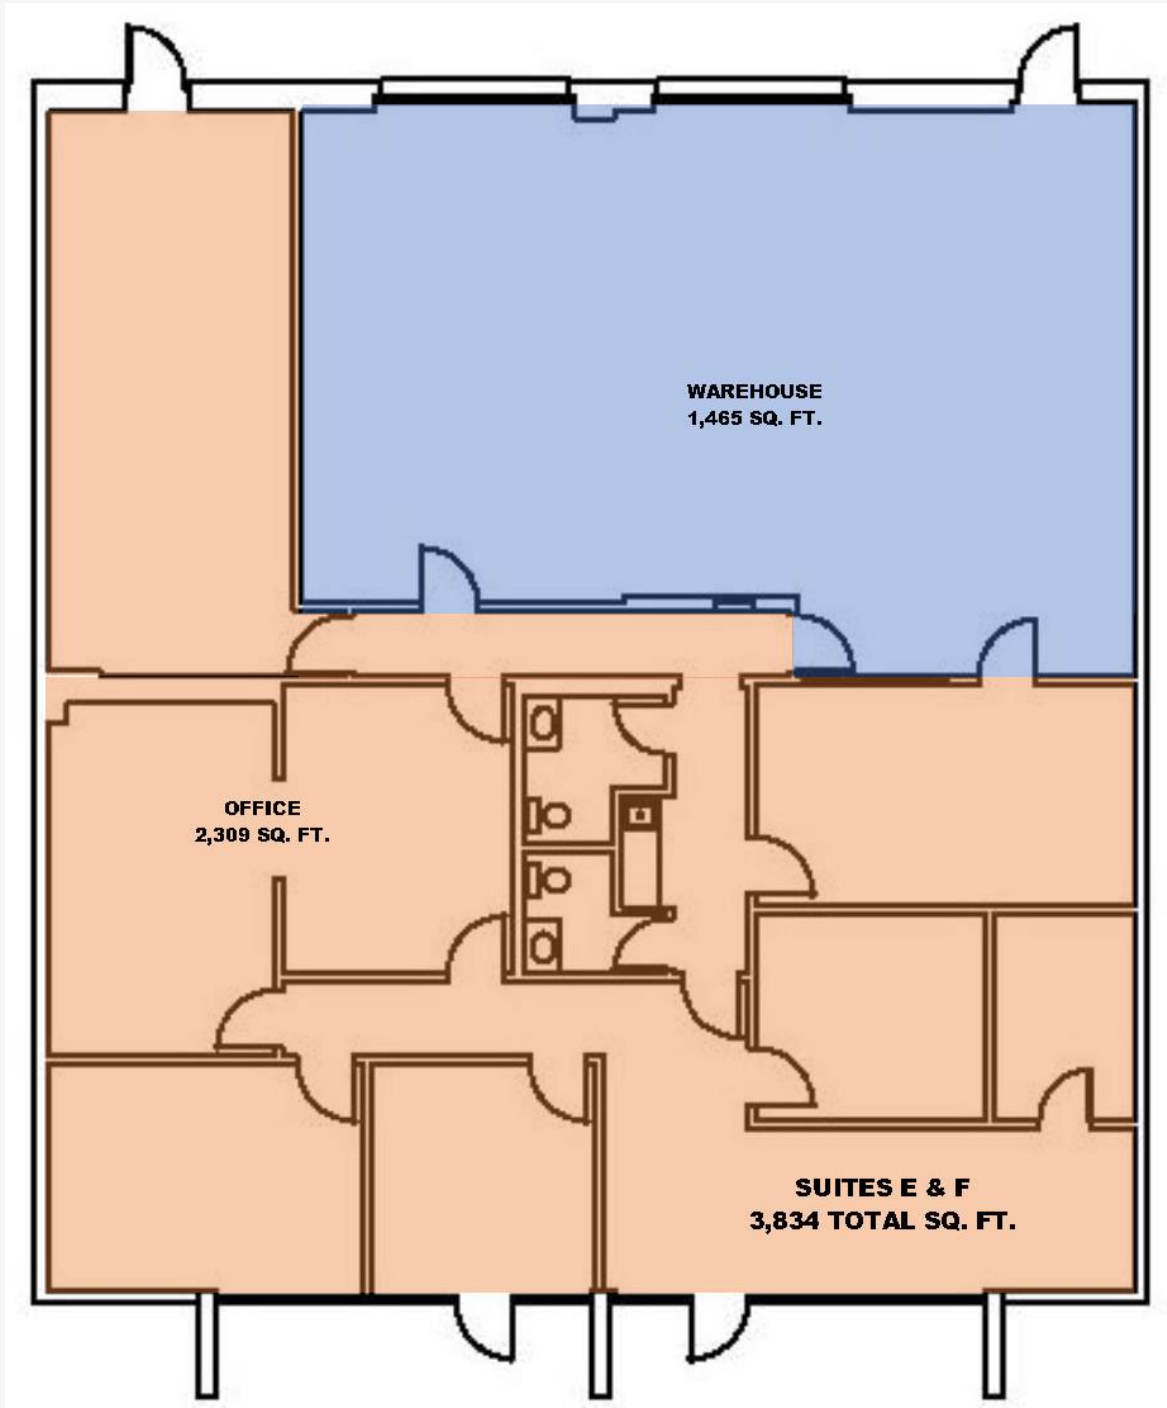 WAREHOUSE
1,465 SQ. FT.
OFFICE
2,309 SQ. FT.
SUITES E & F
3,834 TOTAL SQ. FT.